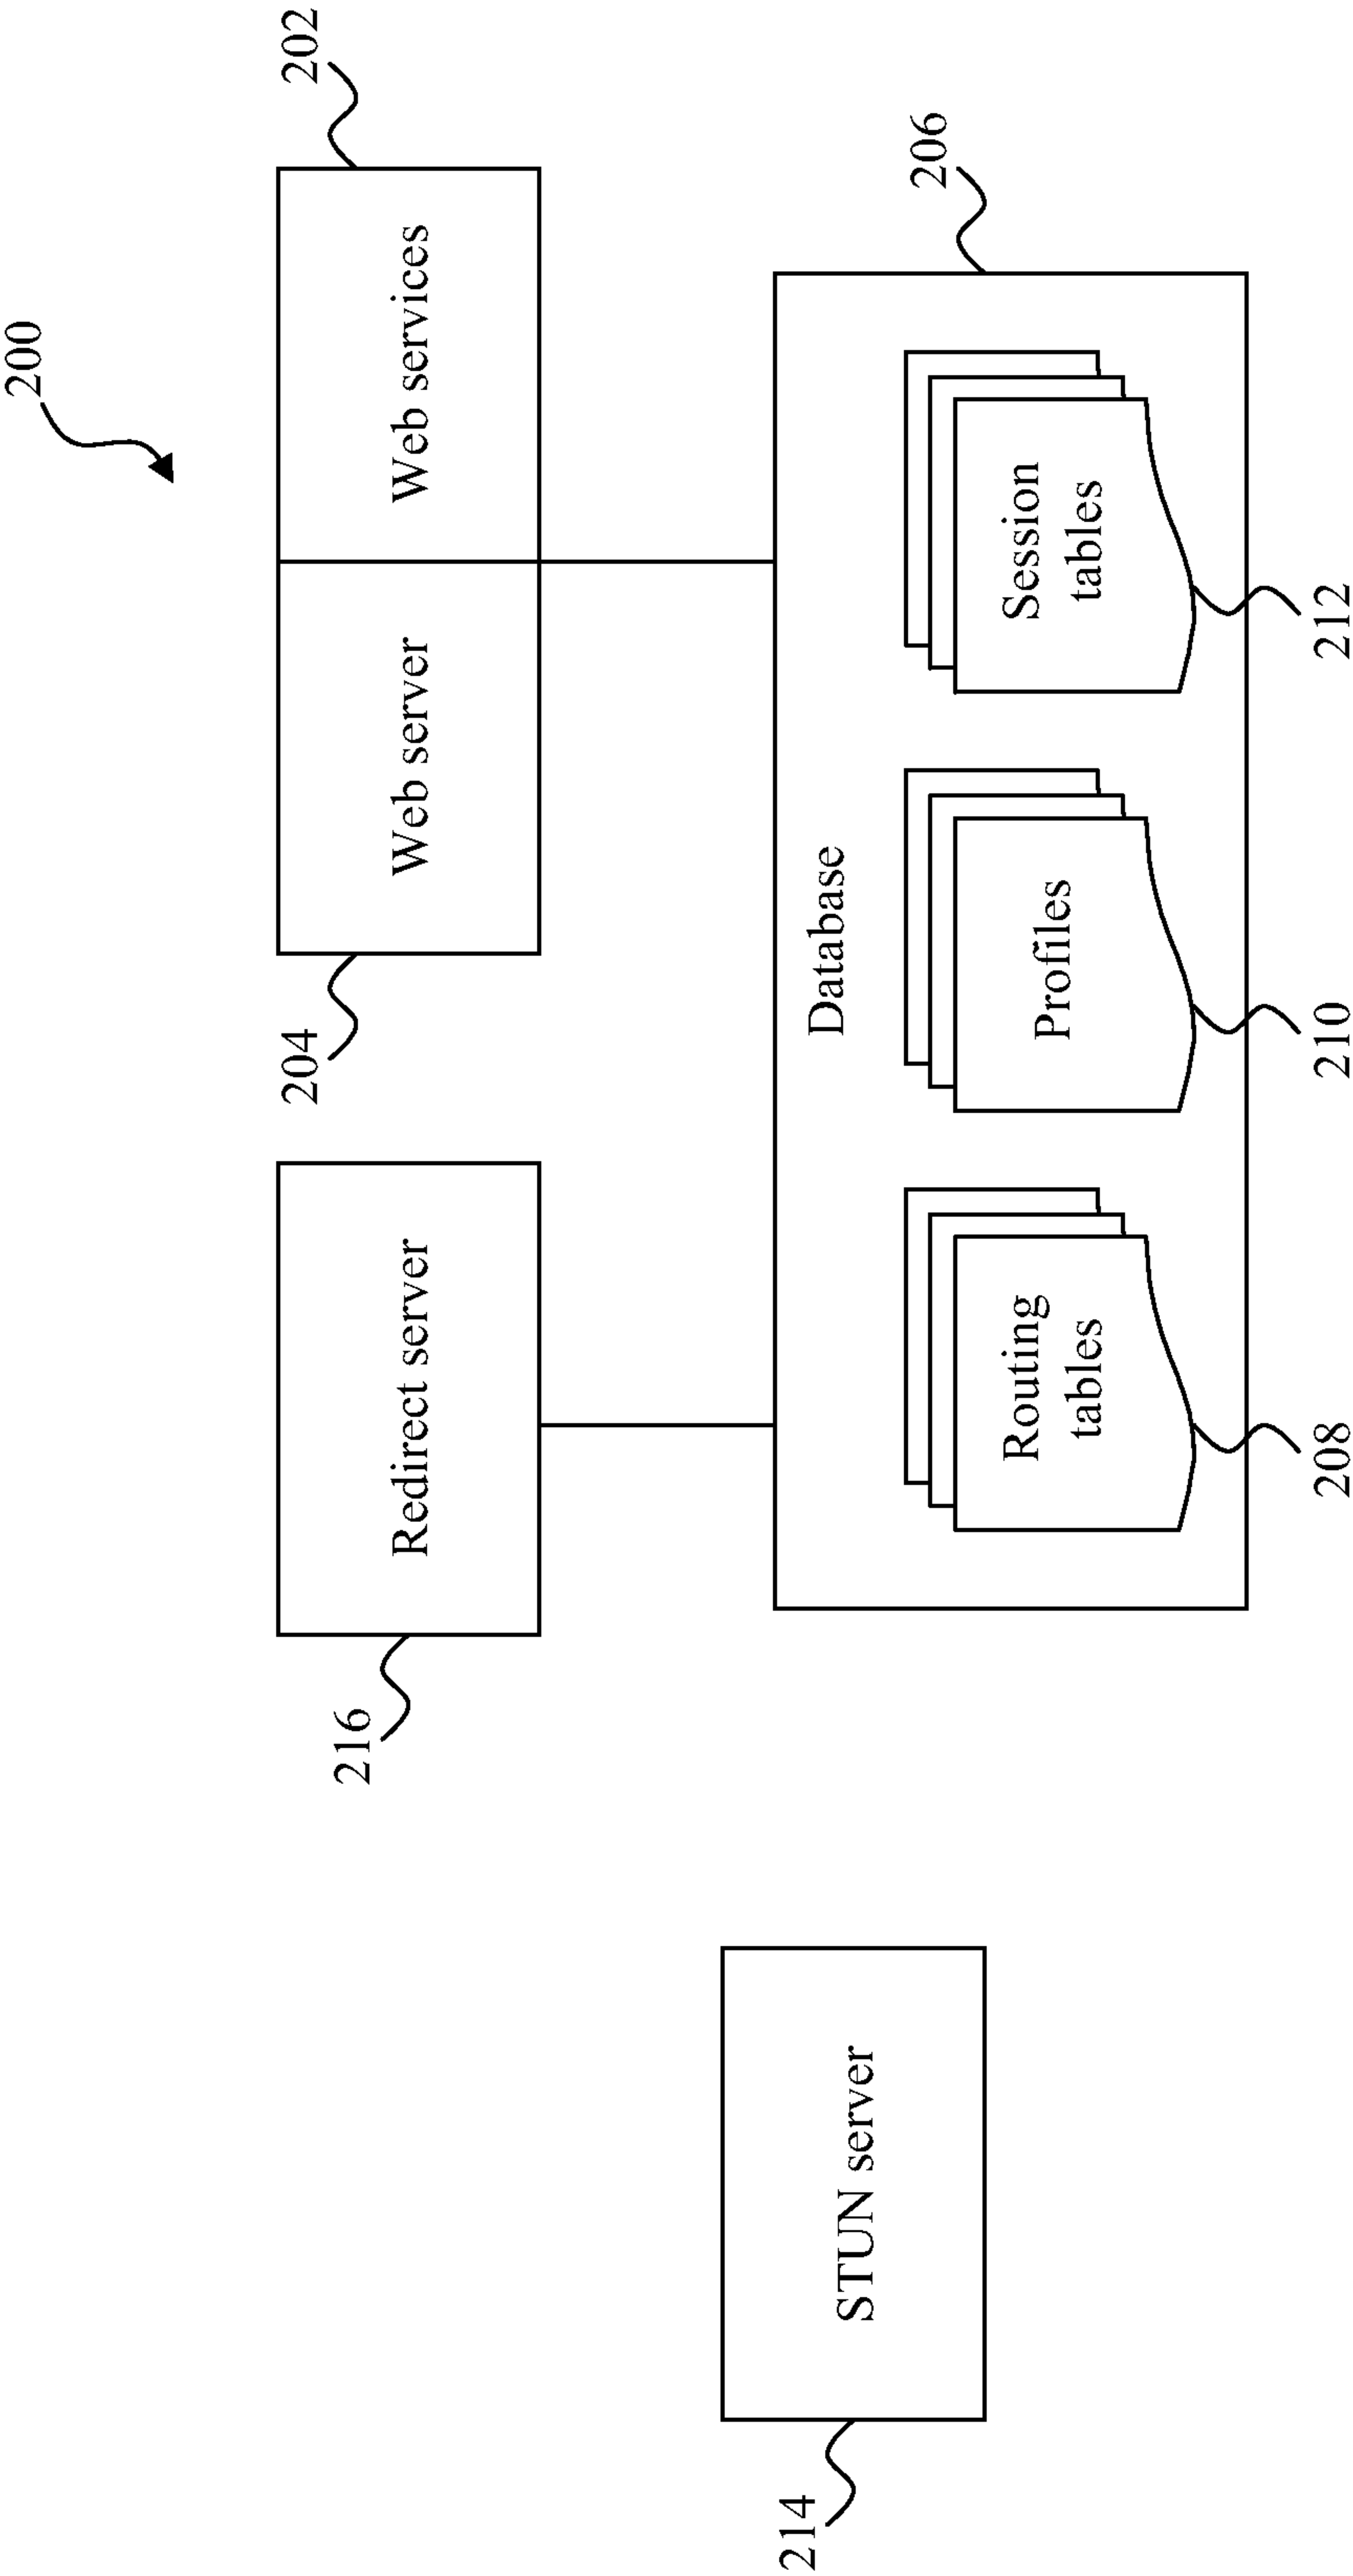 200
202
Web services
Web server
204
Redirect server
216
206
Database
Session
tables
212
Profiles
210
Routing
tables
208
STUN server
214